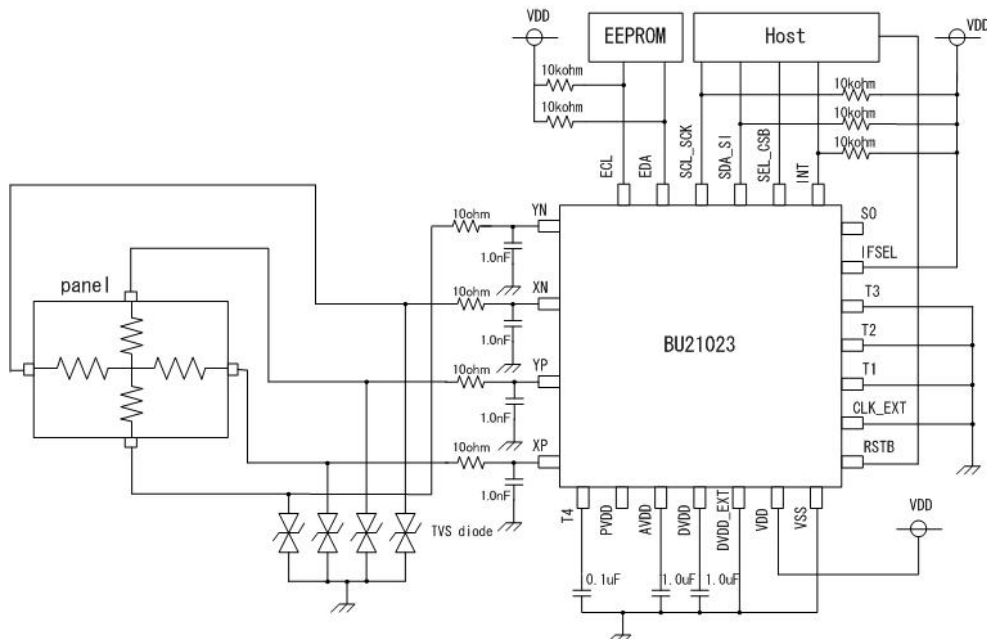 VDD
EEPROM
Host
VDD
10kohm
10kohm
10kohm
10kohm
10kohm
ECL
EDA
SCL_SCK
SDA_SI
SEL_CSB
INT
10ohm
YN
1.0nF
SO
IFSEL
panel
10ohm
XN
1.0nF
T3
BU21023
T2
10ohm
YP
1.0nF
T1
CLK_EXT
10ohm
XP
1.0nF
RSTB
TVS diode
T4
PVDD
AVDD
DVDD
DVDD_EXT
VDD
VSS
VDD
0.1uF
1.0uF
1.0uF